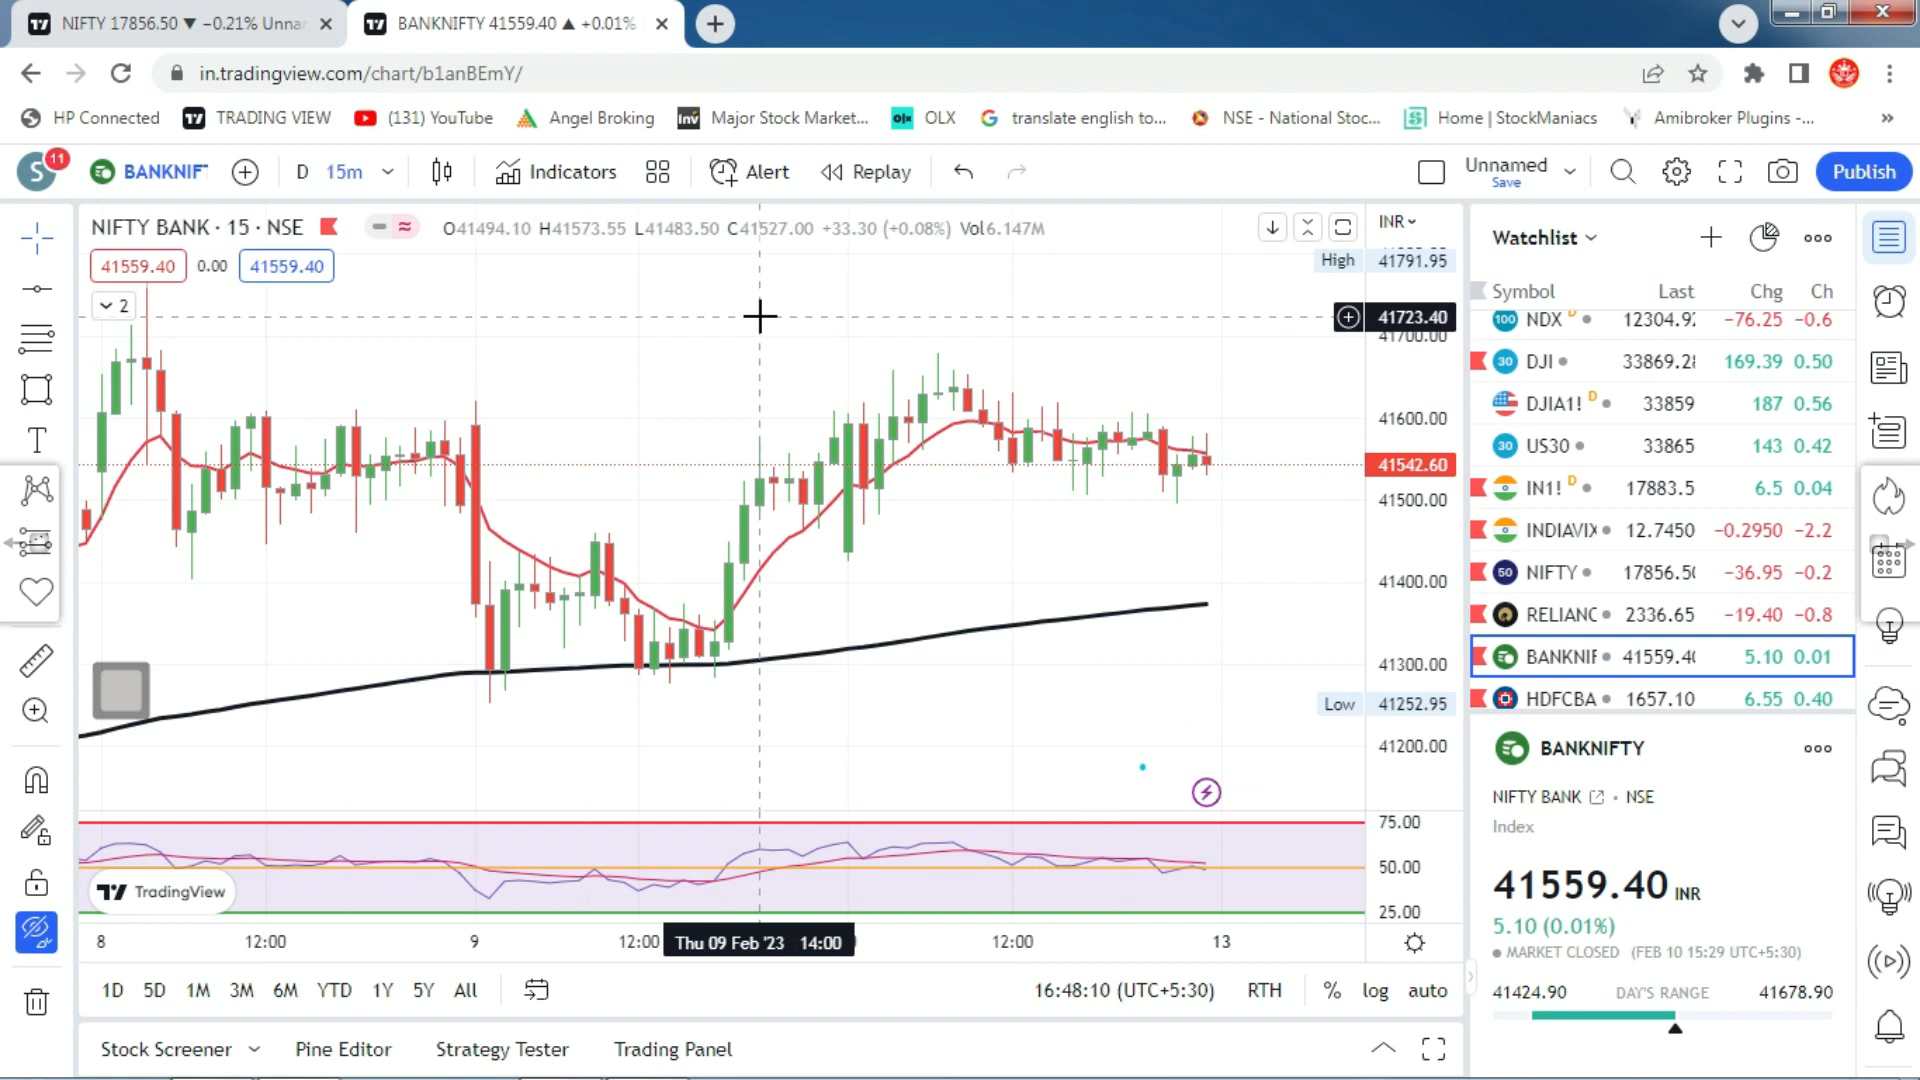 NIFTY 17856.50 ▼ −0.21% Unnar
BANKNIFTY 41559.40 ▲ +0.01%
in.tradingview.com/chart/b1anBEmY/
HP Connected TRADING VIEW (131) YouTube Angel Broking Inv Major Stock Market... OLX translate english to... NSE - National Stoc... Home | StockManiacs Amibroker Plugins -... »
S 11 BANKNIF D 15m Indicators Alert Replay Unnamed Save Publish
NIFTY BANK · 15 · NSE O41494.10 H41573.55 L41483.50 C41527.00 +33.30 (+0.08%) Vol6.147M INR
41559.40 0.00 41559.40
2
High 41791.95
41723.40
41700.00
41600.00
41542.60
41500.00
41400.00
41300.00
Low 41252.95
41200.00
75.00
50.00
25.00
TradingView
8 12:00 9 12:00 Thu 09 Feb '23 14:00 12:00 13
1D 5D 1M 3M 6M YTD 1Y 5Y All 16:48:10 (UTC+5:30) RTH % log auto
Stock Screener Pine Editor Strategy Tester Trading Panel
Watchlist
Symbol Last Chg Ch
100 NDX D −76.25 −0.6
30 DJI 169.39 0.50
DJIA1! D 33859 187 0.56
30 US30 33865 143 0.42
IN1! D 17883.5 6.5 0.04
INDIAVIX 12.7450 −0.2950 −2.2
50 NIFTY 17856.50 −36.95 −0.2
RELIANC 2336.65 −19.40 −0.8
BANKNIF 41559.40 5.10 0.01
HDFCBA 1657.10 6.55 0.40
BANKNIFTY
NIFTY BANK · NSE
Index
41559.40 INR
5.10 (0.01%)
MARKET CLOSED (FEB 10 15:29 UTC+5:30)
41424.90 DAY'S RANGE 41678.90